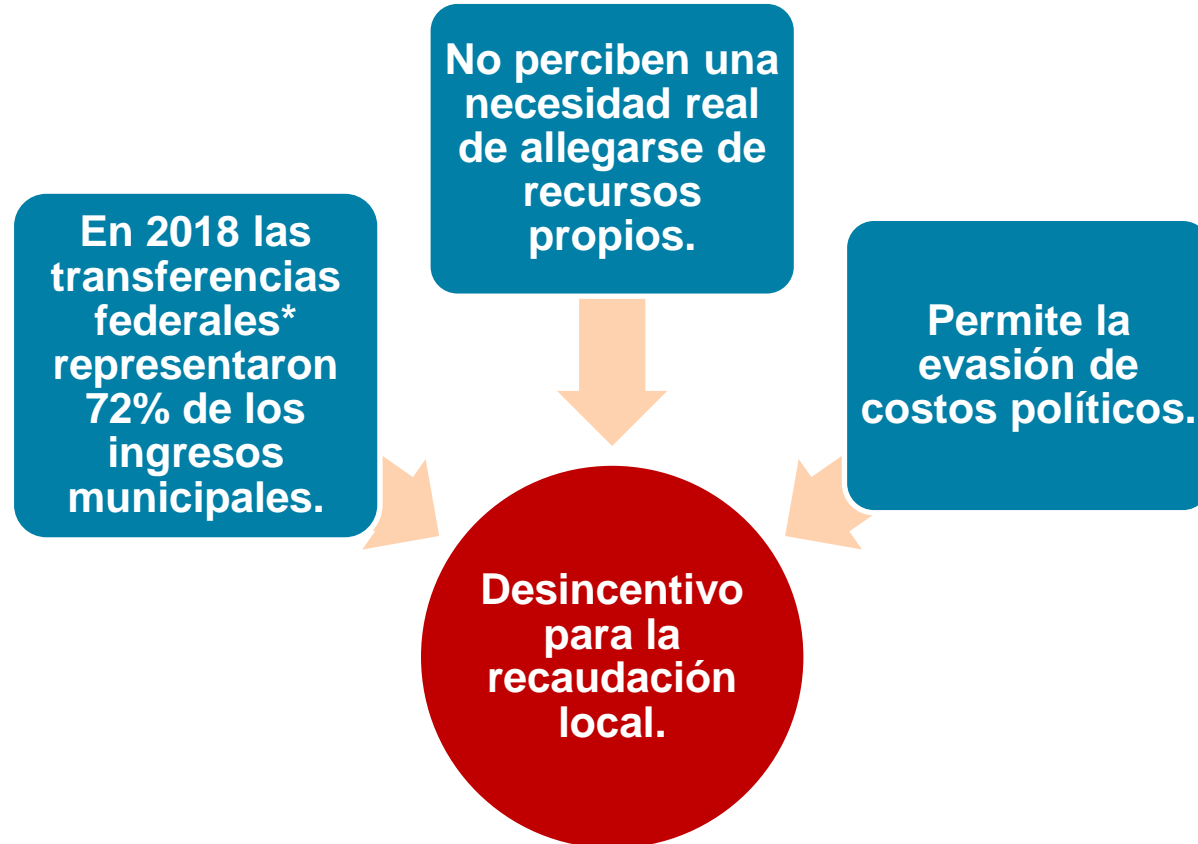 En 2018 las
transferencias
federales*
representaron
72% de los
ingresos
municipales.
No perciben una
necesidad real
de allegarse de
recursos
propios.
Permite la
evasión de
costos políticos.
Desincentivo
para la
recaudación
local.